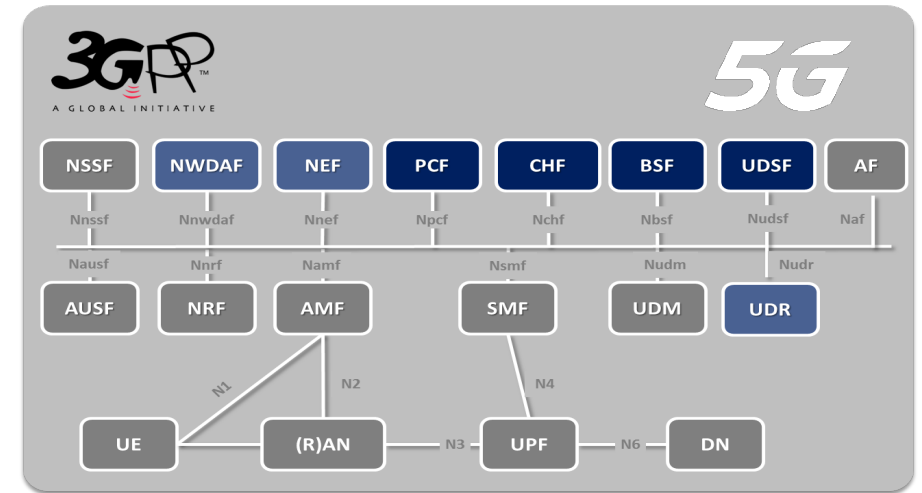 3GPP™
A GLOBAL INITIATIVE
5G
NSSF NWDAF NEF PCF CHF BSF UDSF AF
Nnssf Nnwdaf Nnef Npcf Nchf Nbsf Nudsf Naf
Nausf Nnrf Namf Nsmf Nudm Nudr
AUSF NRF AMF SMF UDM UDR
N1 N2 N4
UE (R)AN N3 UPF N6 DN